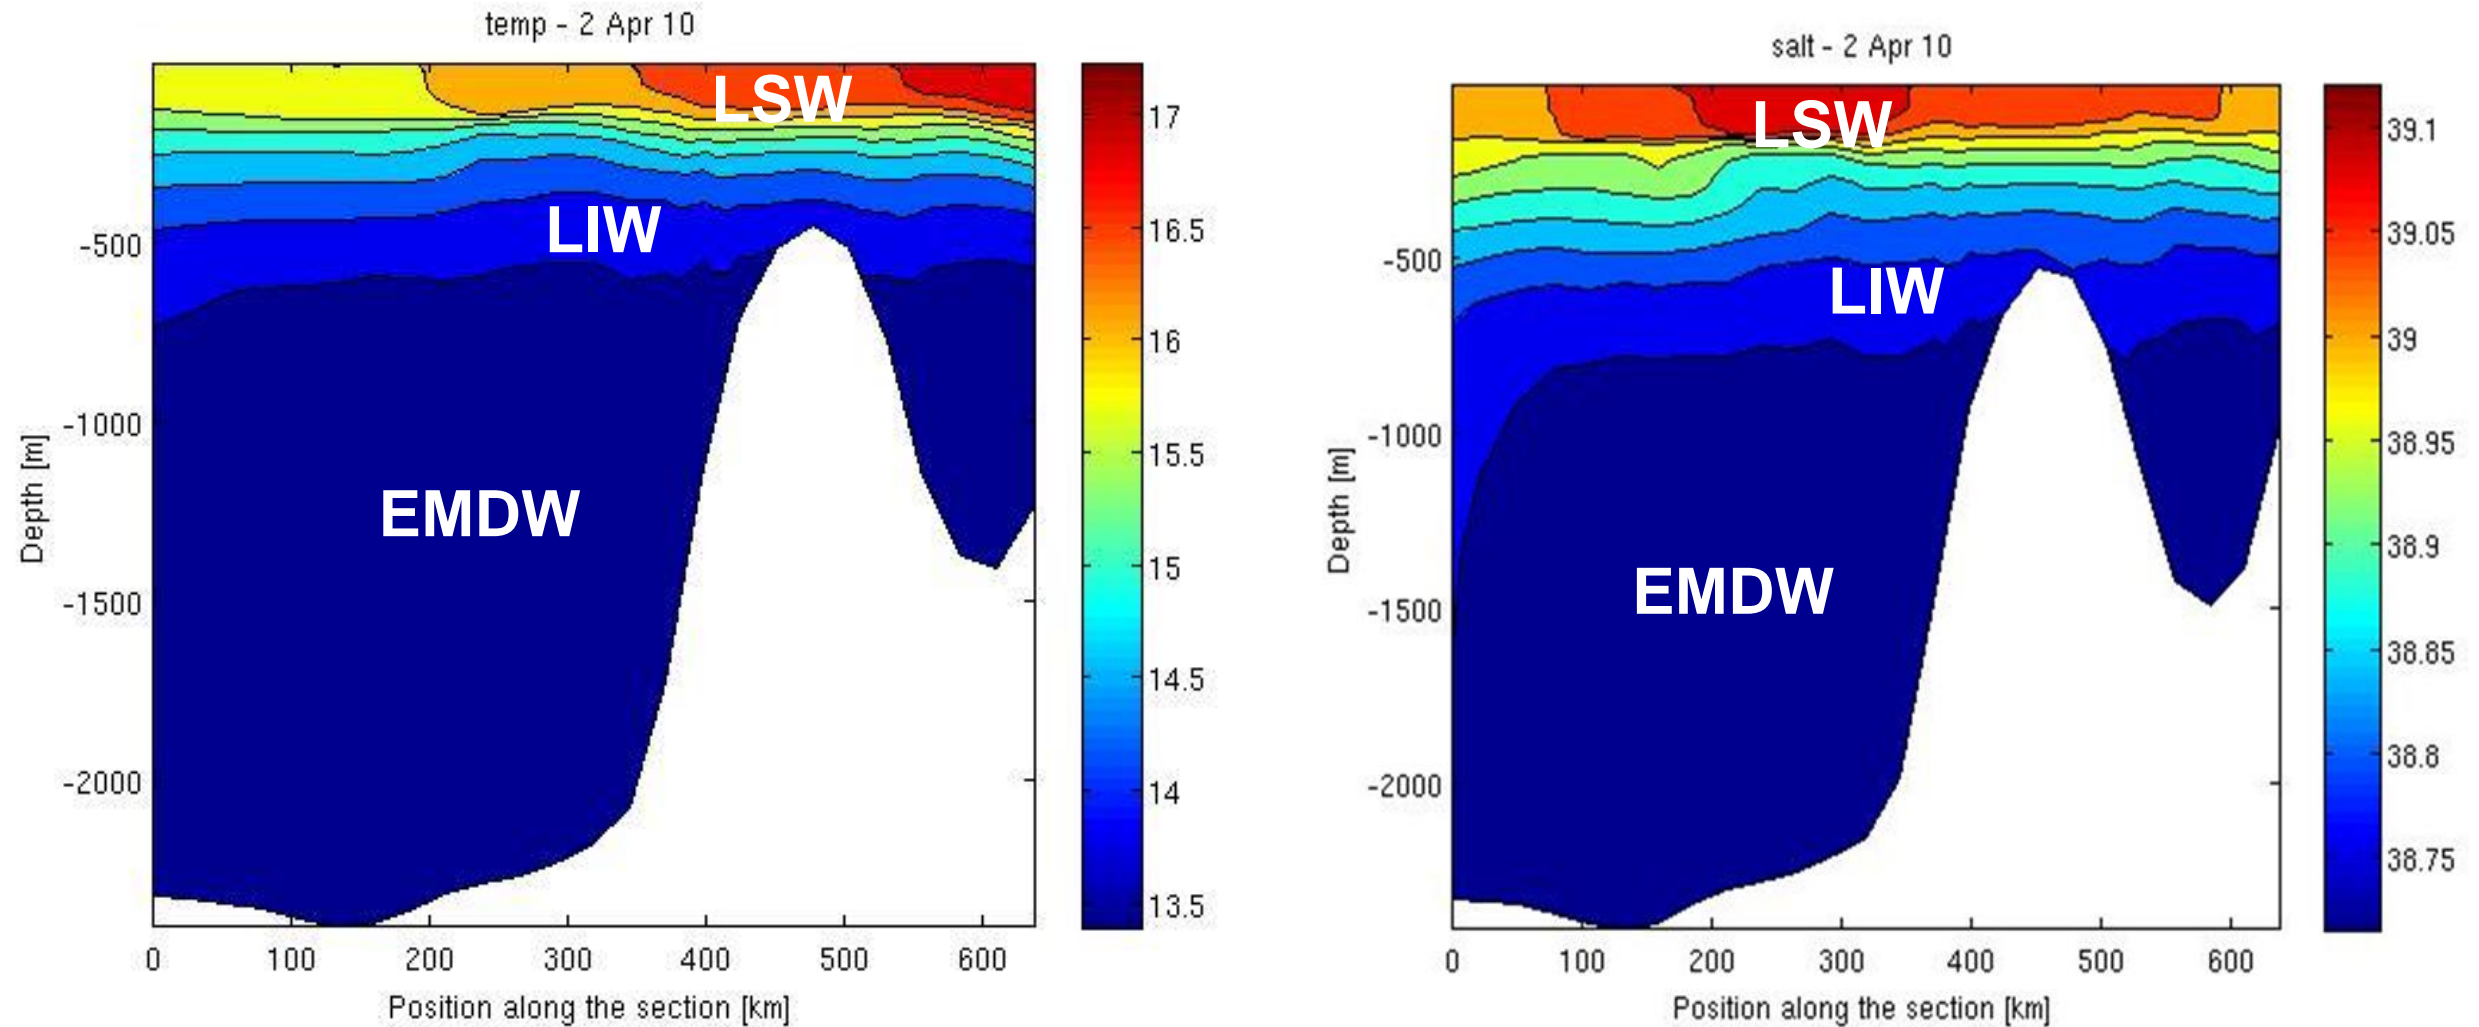 temp - 2 Apr 10
LSW
LIW
EMDW
Depth [m]
-500
-1000
-1500
-2000
0 100 200 300 400 500 600
Position along the section [km]
17
16.5
16
15.5
15
14.5
14
13.5
salt - 2 Apr 10
LSW
LIW
EMDW
Depth [m]
-500
-1000
-1500
-2000
0 100 200 300 400 500 600
Position along the section [km]
39.1
39.05
39
38.95
38.9
38.85
38.8
38.75